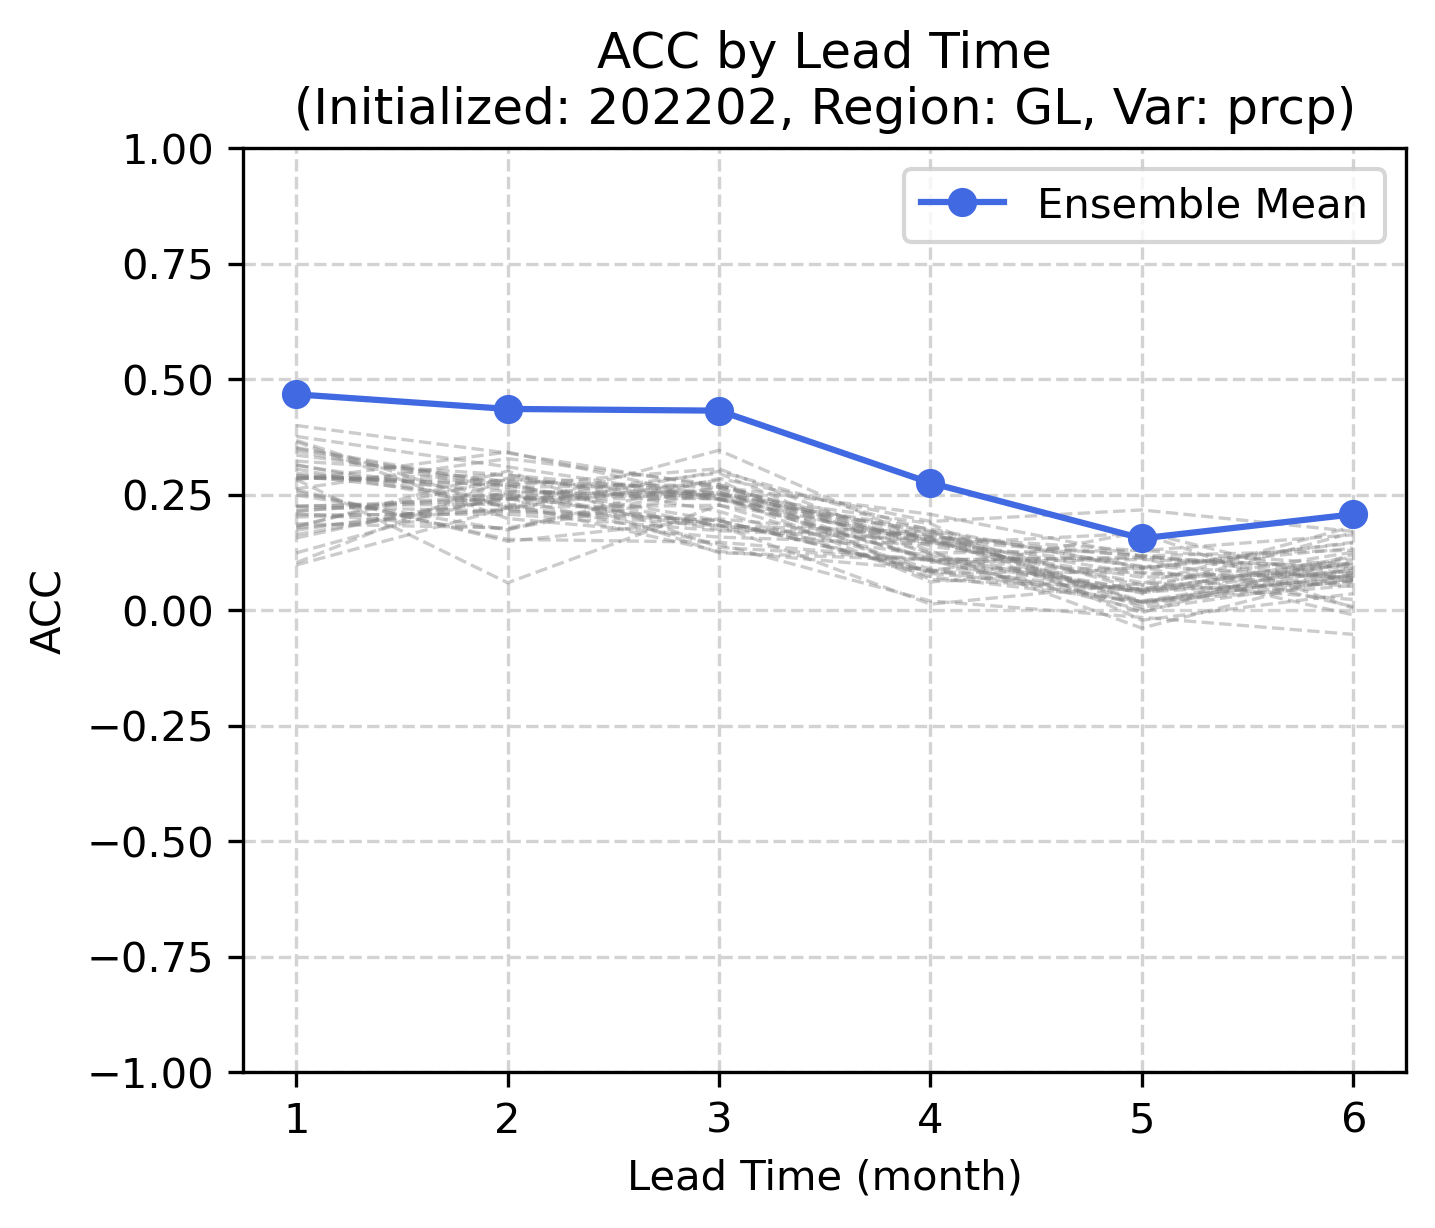 ACC by Lead Time
(Initialized: 202202, Region: GL, Var: prcp)
Ensemble Mean
1.00
0.75
0.50
0.25
0.00
−0.25
−0.50
−0.75
−1.00
ACC
1 2 3 4 5 6
Lead Time (month)